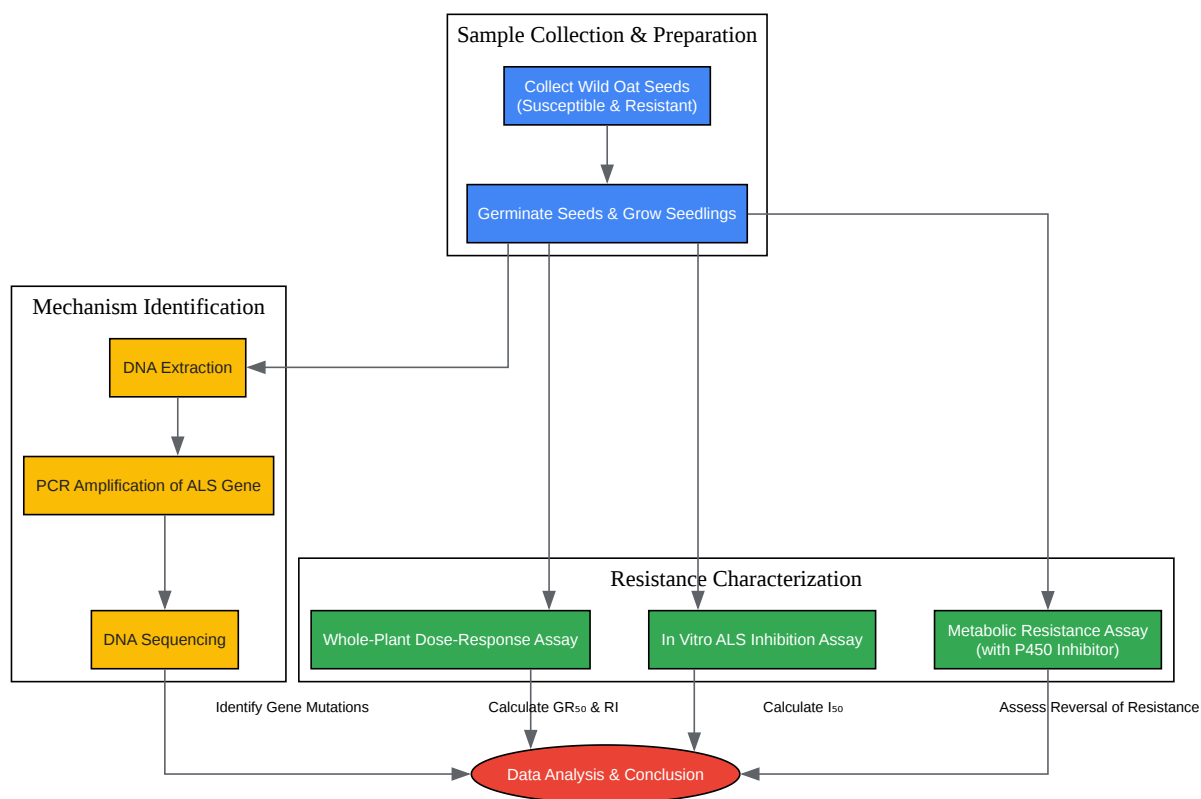 Sample Collection & Preparation
Collect Wild Oat Seeds
(Susceptible & Resistant)
Germinate Seeds & Grow Seedlings
Mechanism Identification
DNA Extraction
PCR Amplification of ALS Gene
DNA Sequencing
Resistance Characterization
Whole-Plant Dose-Response Assay
In Vitro ALS Inhibition Assay
Metabolic Resistance Assay
(with P450 Inhibitor)
Identify Gene Mutations
Calculate GR₅₀ & RI
Calculate I₅₀
Assess Reversal of Resistance
Data Analysis & Conclusion